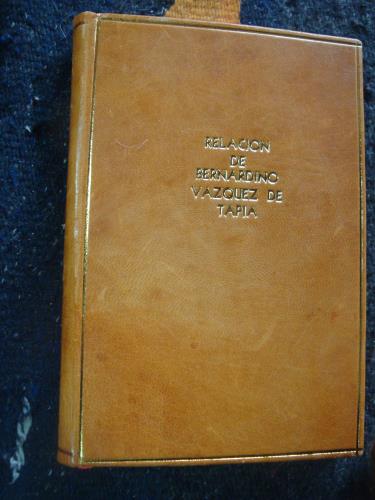 RELACION
DE
BERNARDINO
VAZQUEZ DE
TAPIA